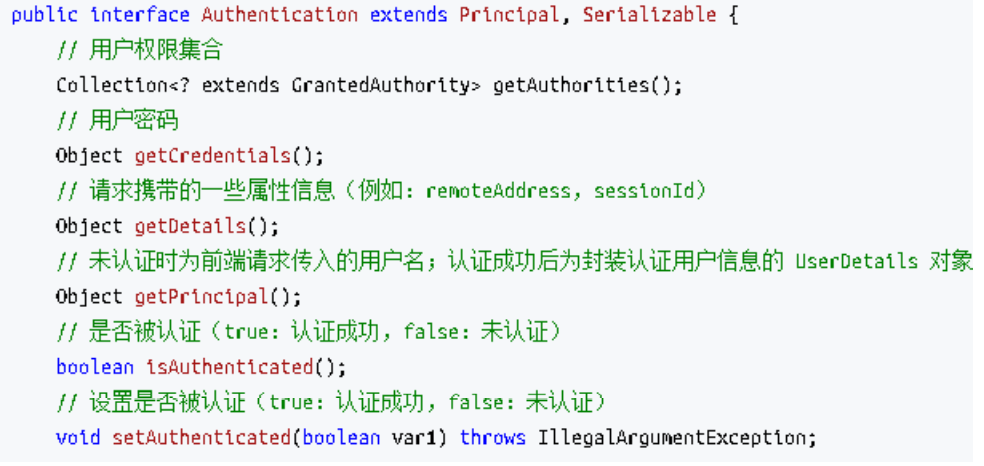 public interface Authentication extends Principal, Serializable {
// 用户权限集合
Collection<? extends GrantedAuthority> getAuthorities();
// 用户密码
Object getCredentials();
// 请求携带的一些属性信息（例如：remoteAddress，sessionId）
Object getDetails();
// 未认证时为前端请求传入的用户名；认证成功后为封装认证用户信息的 UserDetails 对象
Object getPrincipal();
// 是否被认证（true：认证成功，false：未认证）
boolean isAuthenticated();
// 设置是否被认证（true：认证成功，false：未认证）
void setAuthenticated(boolean var1) throws IllegalArgumentException;